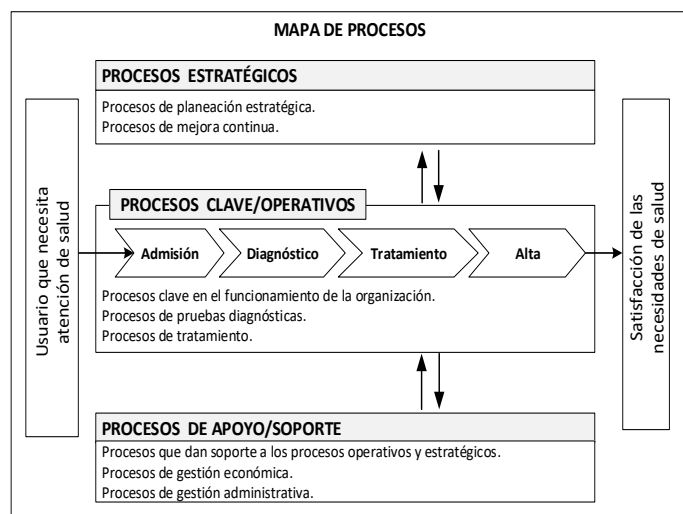 MAPA DE PROCESOS
PROCESOS ESTRATÉGICOS
Procesos de planeación estratégica.
Procesos de mejora continua.
Usuario que necesita
atención de salud
PROCESOS CLAVE/OPERATIVOS
Admisión
Diagnóstico
Tratamiento
Alta
Procesos clave en el funcionamiento de la organización.
Procesos de pruebas diagnósticas.
Procesos de tratamiento.
Satisfacción de las
necesidades de salud
PROCESOS DE APOYO/SOPORTE
Procesos que dan soporte a los procesos operativos y estratégicos.
Procesos de gestión económica.
Procesos de gestión administrativa.